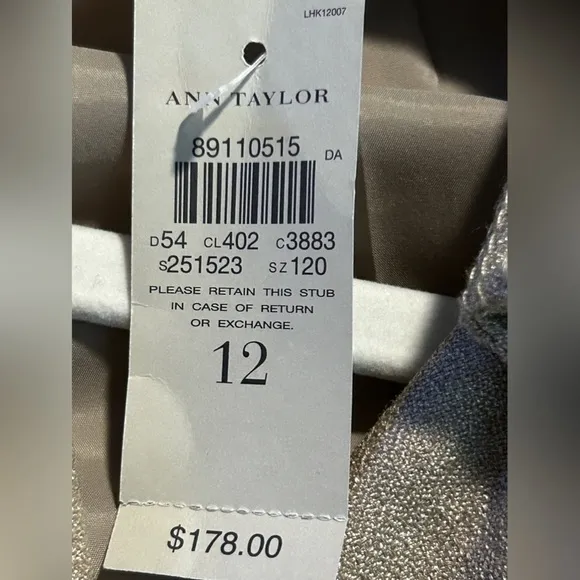 LHK12007
ANN TAYLOR
89110515 DA
D54 CL402 C3883
S251523 SZ120
PLEASE RETAIN THIS STUB
IN CASE OF RETURN
OR EXCHANGE.
12
$178.00